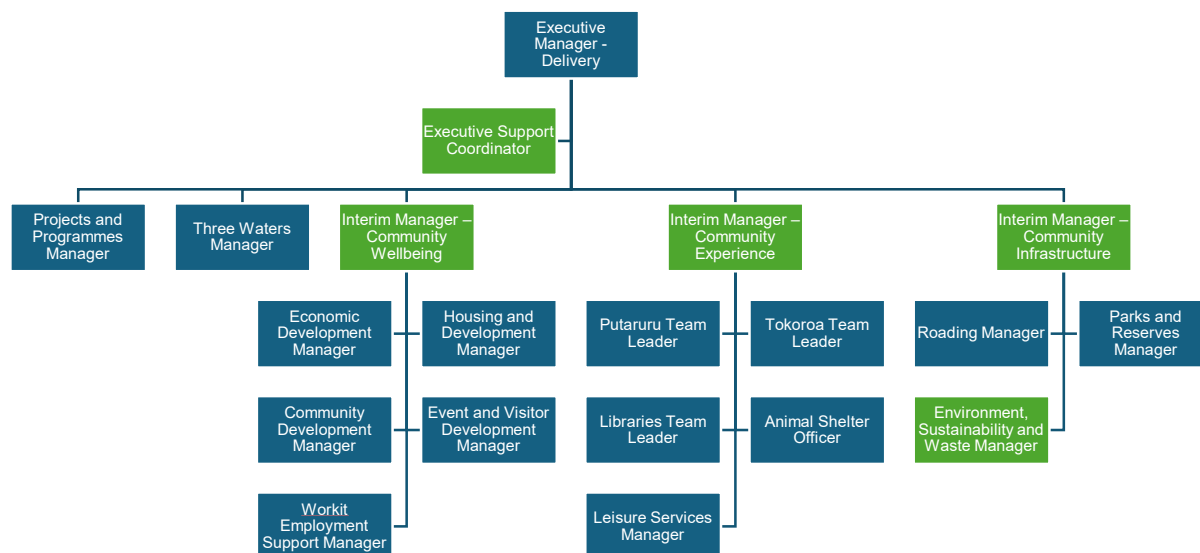 Executive
Manager -
Delivery
Executive Support
Coordinator
Projects and
Programmes
Manager
Three Waters
Manager
Interim Manager –
Community
Wellbeing
Interim Manager –
Community
Experience
Interim Manager –
Community
Infrastructure
Economic
Development
Manager
Housing and
Development
Manager
Community
Development
Manager
Event and Visitor
Development
Manager
Workit
Employment
Support Manager
Putaruru Team
Leader
Tokoroa Team
Leader
Libraries Team
Leader
Animal Shelter
Officer
Leisure Services
Manager
Roading Manager
Parks and
Reserves
Manager
Environment,
Sustainability and
Waste Manager